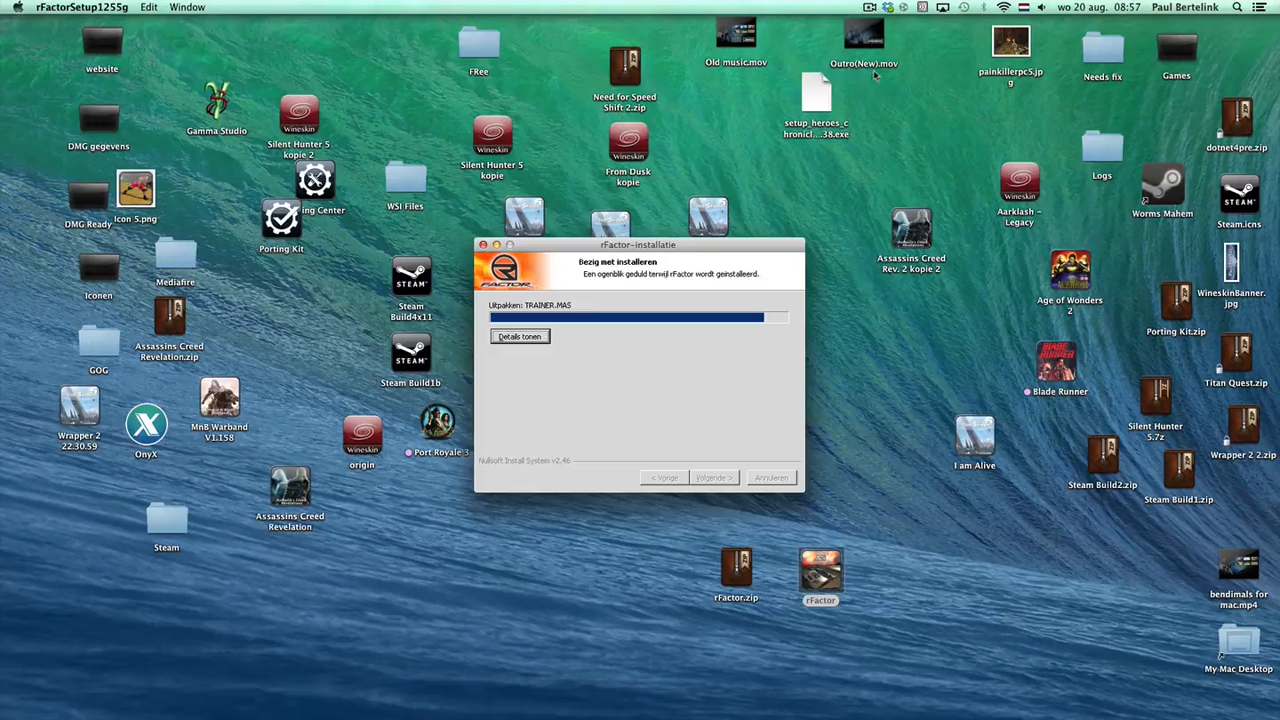 rFactorSetup1255g Edit Window
wo 20 aug. 08:57 Paul Bertelink
website
DMG gegevens
DMG Ready
Icon 5.png
Iconen
GOG
Wrapper 2
22.30.59
Gamma Studio
Wineskin
Silent Hunter 5
kopie 2
ing Center
Porting Kit
Mediafire
Assassins Creed
Revelation.zip
OnyX
MnB Warband
V1.158
Assassins Creed
Revelation
Steam
WSI Files
STEAM
Steam
Build4x11
STEAM
Steam Build1b
Wineskin
origin
Port Royale 3
FRee
Wineskin
Silent Hunter 5
kopie
Need for Speed
Shift 2.zip
Wineskin
From Dusk
kopie
Old music.mov
Outro(New).mov
setup_heroes_c
hronicl...38.exe
rFactor-installatie
FACTOR
Bezig met installeren
Een ogenblik geduld terwijl rFactor wordt geïnstalleerd.
Uitpakken: TRAINER.MAS
Details tonen
Nullsoft Install System v2.46
< Vorige
Volgende >
Annuleren
ZIP
rFactor.zip
rFactor
Assassins Creed
Rev. 2 kopie 2
I am Alive
painkillerpc5.jp
g
Needs fix
Games
Logs
Wineskin
Aarklash -
Legacy
Worms Mahem
dotnet4pre.zip
STEAM
Steam.icns
Age of Wonders
2
Porting Kit.zip
WineskinBanner.
jpg
BLADE
RUNNER
Blade Runner
Titan Quest.zip
Silent Hunter
5.7z
Wrapper 2 2.zip
Steam Build2.zip
Steam Build1.zip
bendimals for
mac.mp4
My Mac Desktop